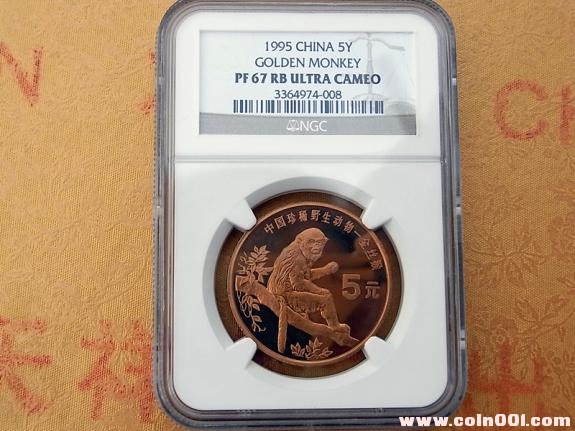 1995 CHINA 5Y
GOLDEN MONKEY
PF 67 RB ULTRA CAMEO
3364974-008
NGC
中国珍稀野生动物-金丝猴
5元
www.coin001.com